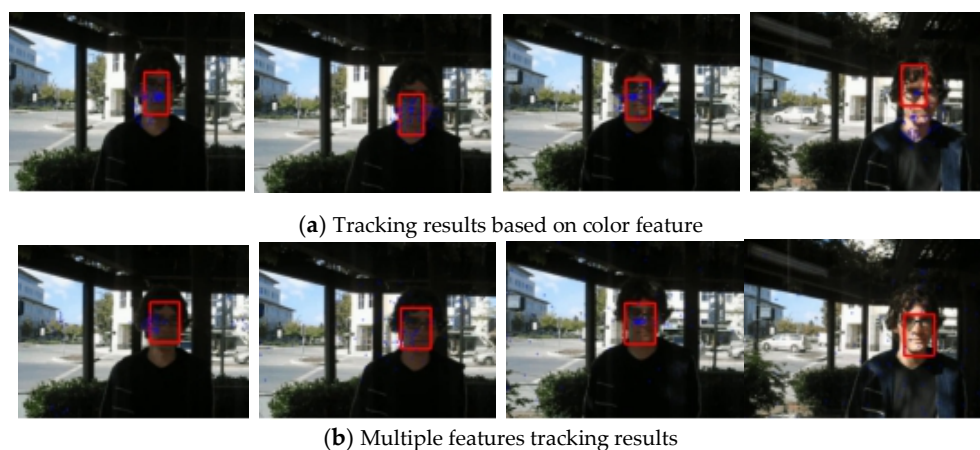 (a) Tracking results based on color feature
(b) Multiple features tracking results